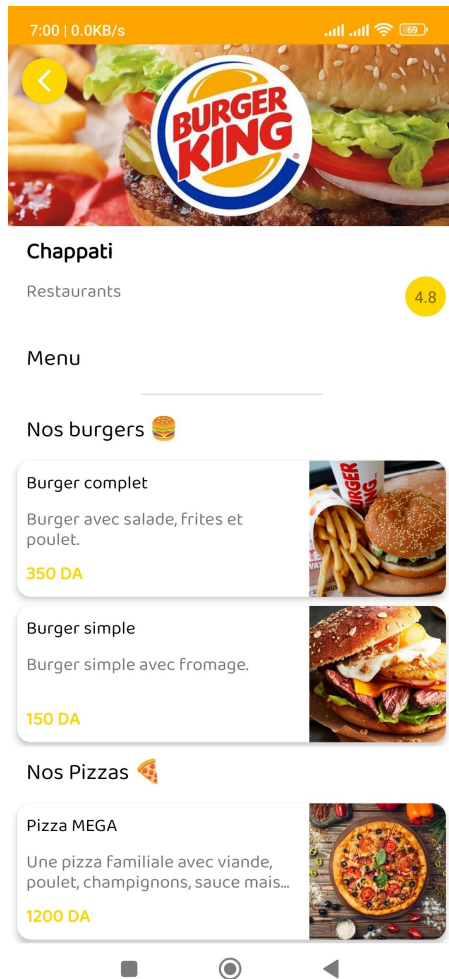 7:00 | 0.0KB/s
69
BURGER
KING
®
Chappati
Restaurants
4.8
Menu
Nos burgers 🍔
Burger complet
Burger avec salade, frites et
poulet.
350 DA
Burger simple
Burger simple avec fromage.
150 DA
Nos Pizzas 🍕
Pizza MEGA
Une pizza familiale avec viande,
poulet, champignons, sauce mais...
1200 DA